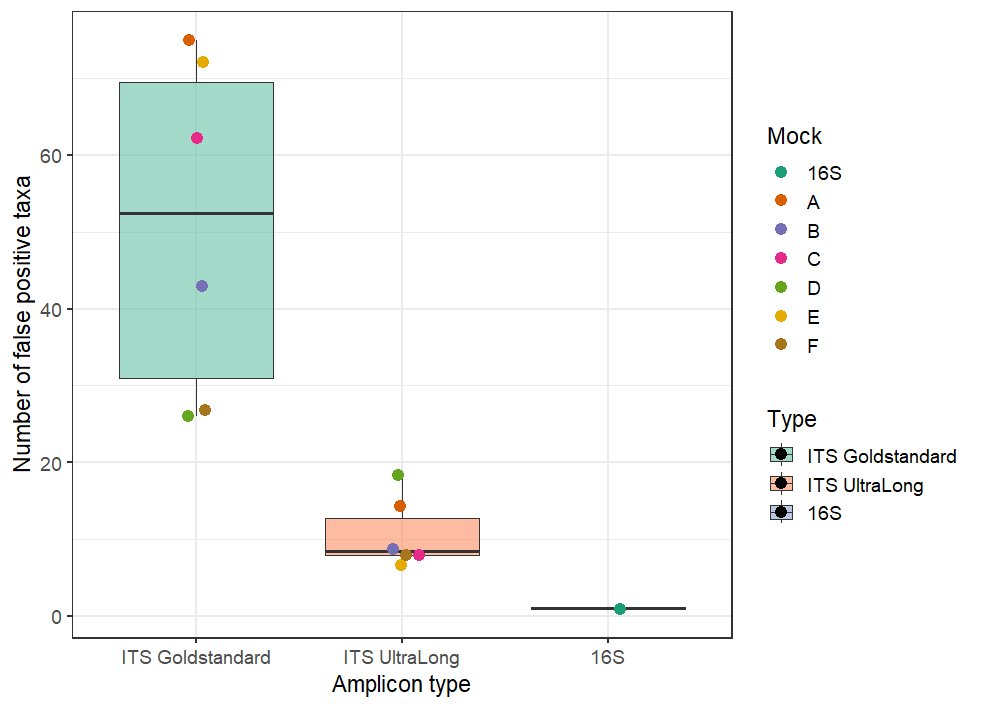 Number of false positive taxa
60
40
20
0
ITS Goldstandard
ITS UltraLong
16S
Amplicon type
Mock
16S
A
B
C
D
E
F
Type
ITS Goldstandard
ITS UltraLong
16S